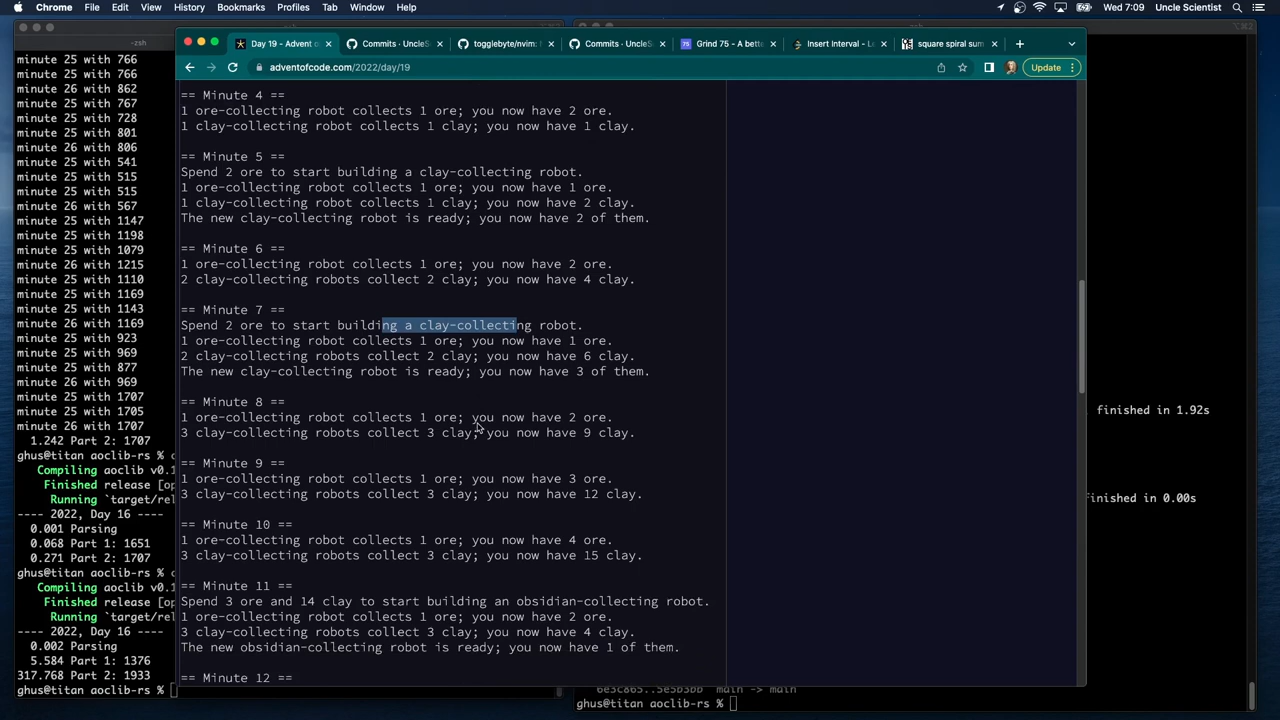 Chrome File Edit View History Bookmarks Profiles Tab Window Help
Wed 7:09 Uncle Scientist
-zsh
⌥⌘2
Day 19 - Advent o
Commits · UncleS
togglebyte/nvim:
Commits · UncleS
Grind 75 - A bett
Insert Interval - L
square spiral sum
adventofcode.com/2022/day/19
Update
minute 25 with 766
minute 25 with 766
minute 26 with 862
minute 25 with 767
minute 25 with 728
minute 25 with 801
minute 26 with 806
minute 25 with 541
minute 25 with 515
minute 25 with 515
minute 26 with 567
minute 25 with 1147
minute 25 with 1198
minute 25 with 1079
minute 26 with 1215
minute 25 with 1110
minute 25 with 1169
minute 25 with 1143
minute 26 with 1169
minute 25 with 923
minute 25 with 969
minute 25 with 877
minute 26 with 969
minute 25 with 1707
minute 25 with 1705
minute 26 with 1707
1.242 Part 2: 1707
ghus@titan aoclib-rs % c
Compiling aoclib v0.1
Finished release [op
Running `target/rel
---- 2022, Day 16 ----
0.001 Parsing
0.068 Part 1: 1651
0.271 Part 2: 1707
ghus@titan aoclib-rs % c
Compiling aoclib v0.1
Finished release [op
Running `target/rel
---- 2022, Day 16 ----
0.002 Parsing
5.584 Part 1: 1376
317.768 Part 2: 1933
ghus@titan aoclib-rs %
== Minute 4 ==
1 ore-collecting robot collects 1 ore; you now have 2 ore.
1 clay-collecting robot collects 1 clay; you now have 1 clay.
== Minute 5 ==
Spend 2 ore to start building a clay-collecting robot.
1 ore-collecting robot collects 1 ore; you now have 1 ore.
1 clay-collecting robot collects 1 clay; you now have 2 clay.
The new clay-collecting robot is ready; you now have 2 of them.
== Minute 6 ==
1 ore-collecting robot collects 1 ore; you now have 2 ore.
2 clay-collecting robots collect 2 clay; you now have 4 clay.
== Minute 7 ==
Spend 2 ore to start building a clay-collecting robot.
1 ore-collecting robot collects 1 ore; you now have 1 ore.
2 clay-collecting robots collect 2 clay; you now have 6 clay.
The new clay-collecting robot is ready; you now have 3 of them.
== Minute 8 ==
1 ore-collecting robot collects 1 ore; you now have 2 ore.
3 clay-collecting robots collect 3 clay; you now have 9 clay.
== Minute 9 ==
1 ore-collecting robot collects 1 ore; you now have 3 ore.
3 clay-collecting robots collect 3 clay; you now have 12 clay.
== Minute 10 ==
1 ore-collecting robot collects 1 ore; you now have 4 ore.
3 clay-collecting robots collect 3 clay; you now have 15 clay.
== Minute 11 ==
Spend 3 ore and 14 clay to start building an obsidian-collecting robot.
1 ore-collecting robot collects 1 ore; you now have 2 ore.
3 clay-collecting robots collect 3 clay; you now have 4 clay.
The new obsidian-collecting robot is ready; you now have 1 of them.
== Minute 12 ==
finished in 1.92s
finished in 0.00s
main -> main
ghus@titan aoclib-rs %